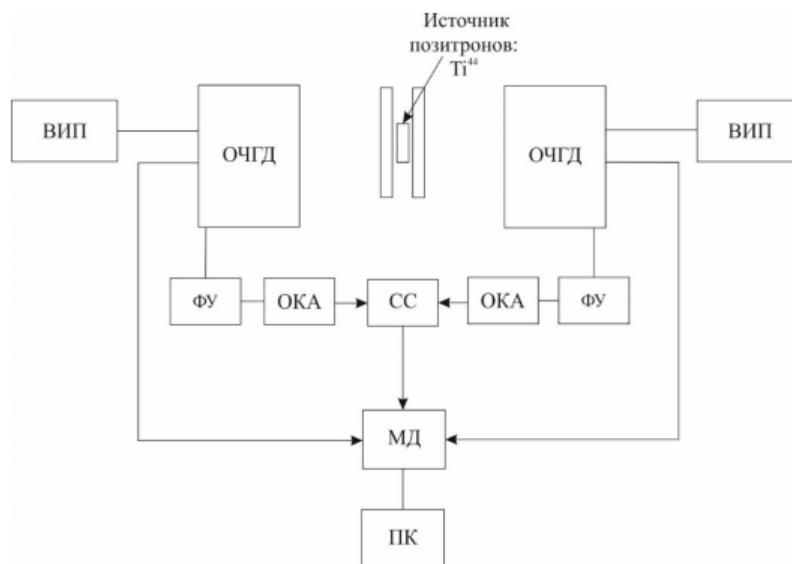 Источник
позитронов:
Ti⁴⁴
ВИП
ОЧГД
ОЧГД
ВИП
ФУ
ОКА
СС
ОКА
ФУ
МД
ПК